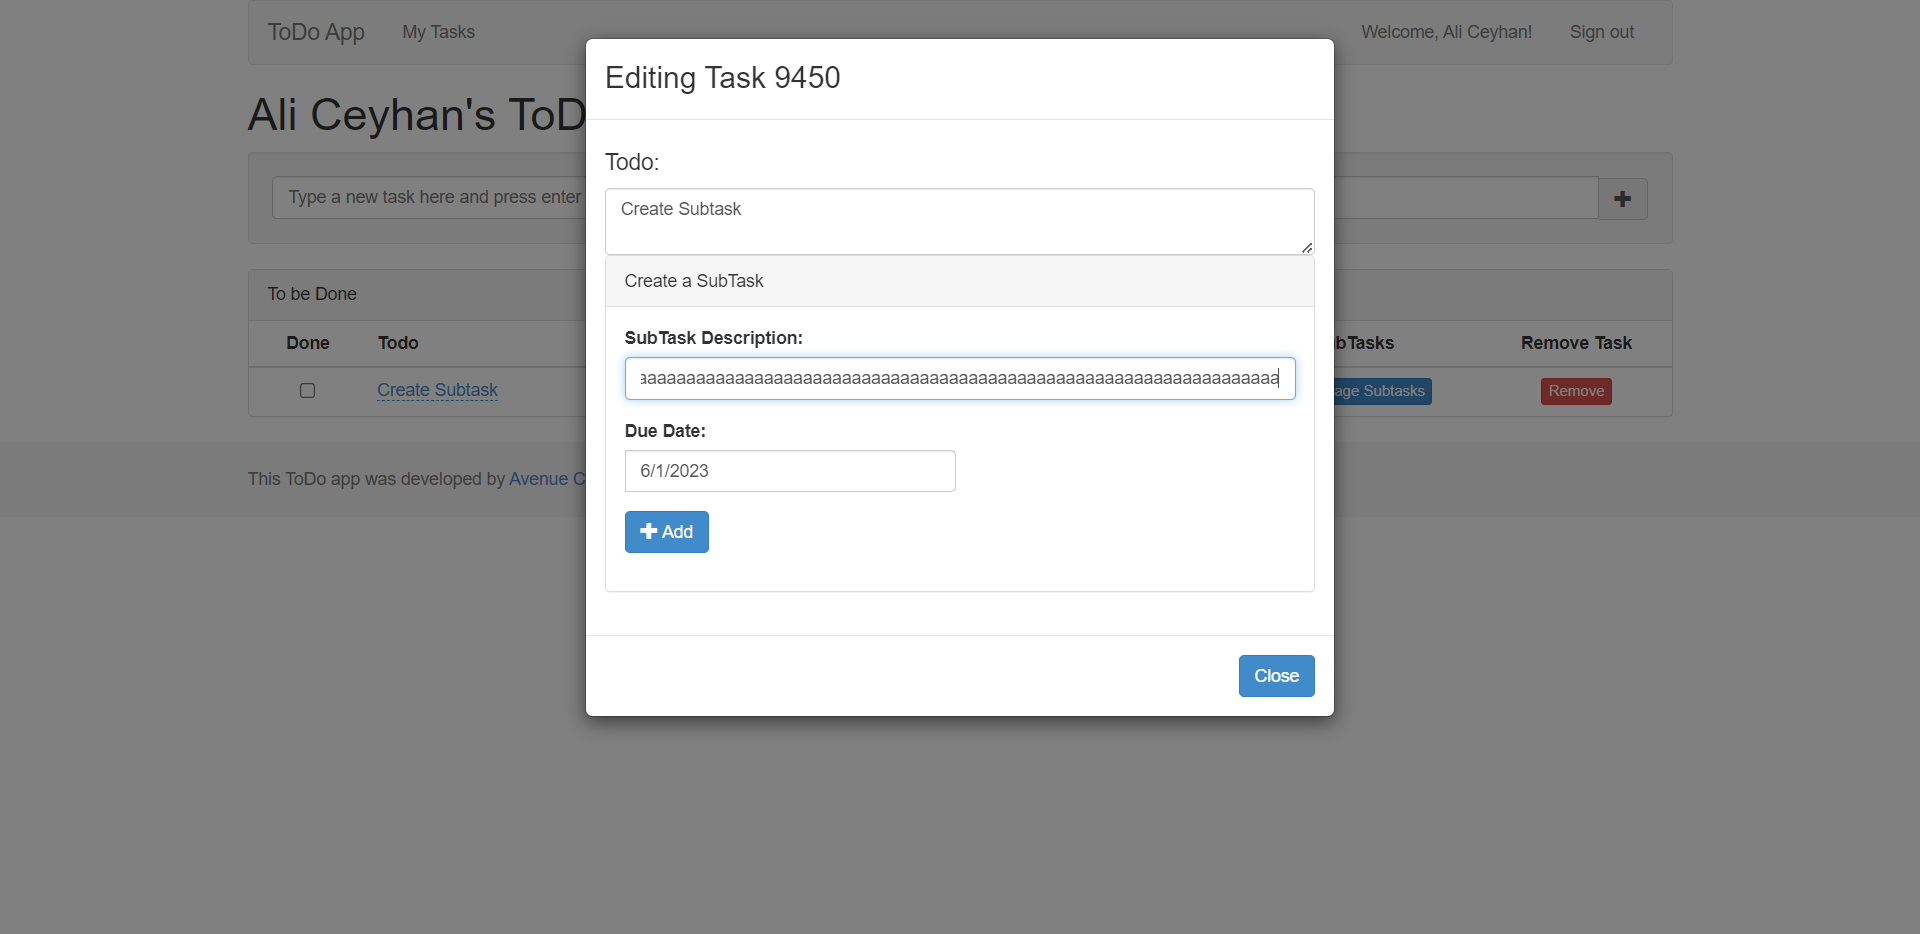 ToDo App
My Tasks
Welcome, Ali Ceyhan!
Sign out
Editing Task 9450
Ali Ceyhan's ToD
Todo:
Type a new task here and press enter
Create Subtask
Create a SubTask
To be Done
SubTask Description:
Done
Todo
bTasks
Remove Task
Create Subtask
age Subtasks
Remove
Due Date:
6/1/2023
This ToDo app was developed by Avenue C
Add
Close